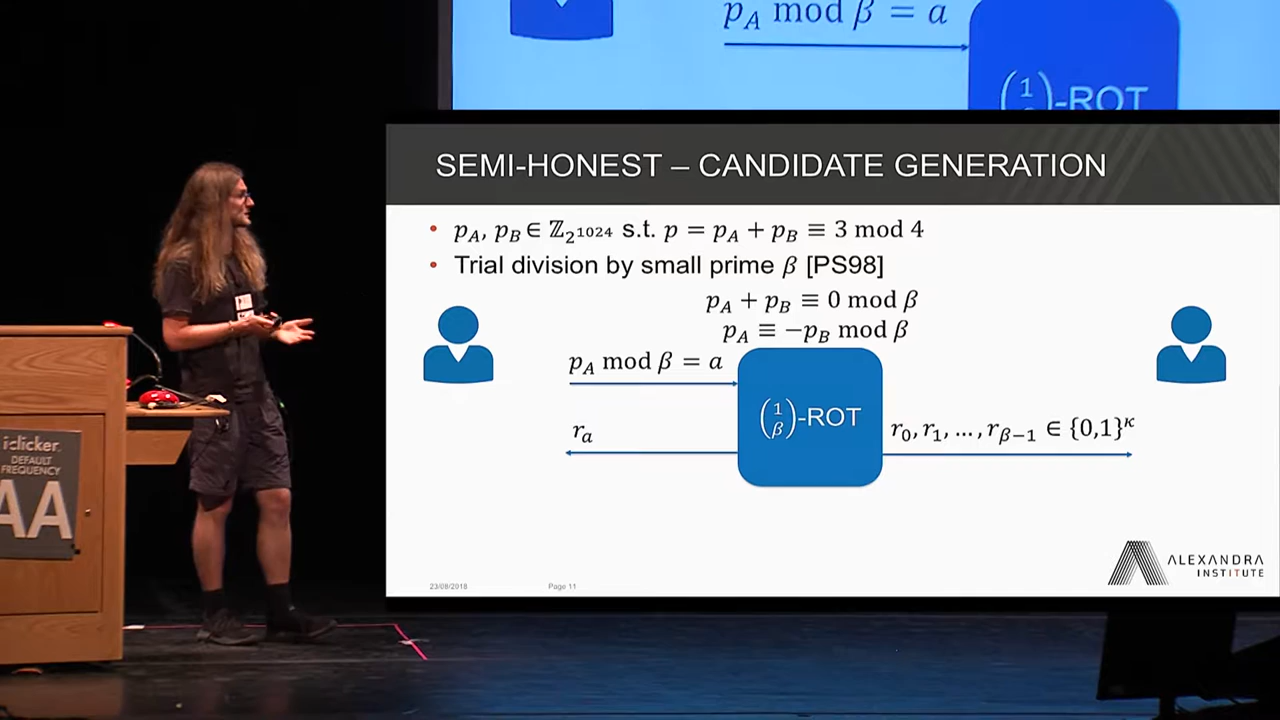 p_A mod β = a
(1 )-ROT
SEMI-HONEST – CANDIDATE GENERATION
• p_A, p_B ∈ ℤ_{2^{1024}} s.t. p = p_A + p_B ≡ 3 mod 4
• Trial division by small prime β [PS98]
p_A + p_B ≡ 0 mod β
p_A ≡ −p_B mod β
p_A mod β = a
(1 β)-ROT
r_a
r_0, r_1, … , r_{β−1} ∈ {0,1}^κ
iclicker.
DEFAULT
FREQUENCY
AA
ALEXANDRA
INSTITUTE
23/08/2018
Page 11